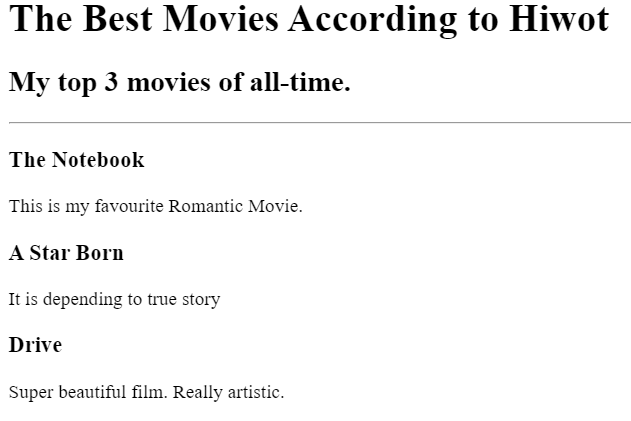 The Best Movies According to Hiwot
My top 3 movies of all-time.
The Notebook
This is my favourite Romantic Movie.
A Star Born
It is depending to true story
Drive
Super beautiful film. Really artistic.